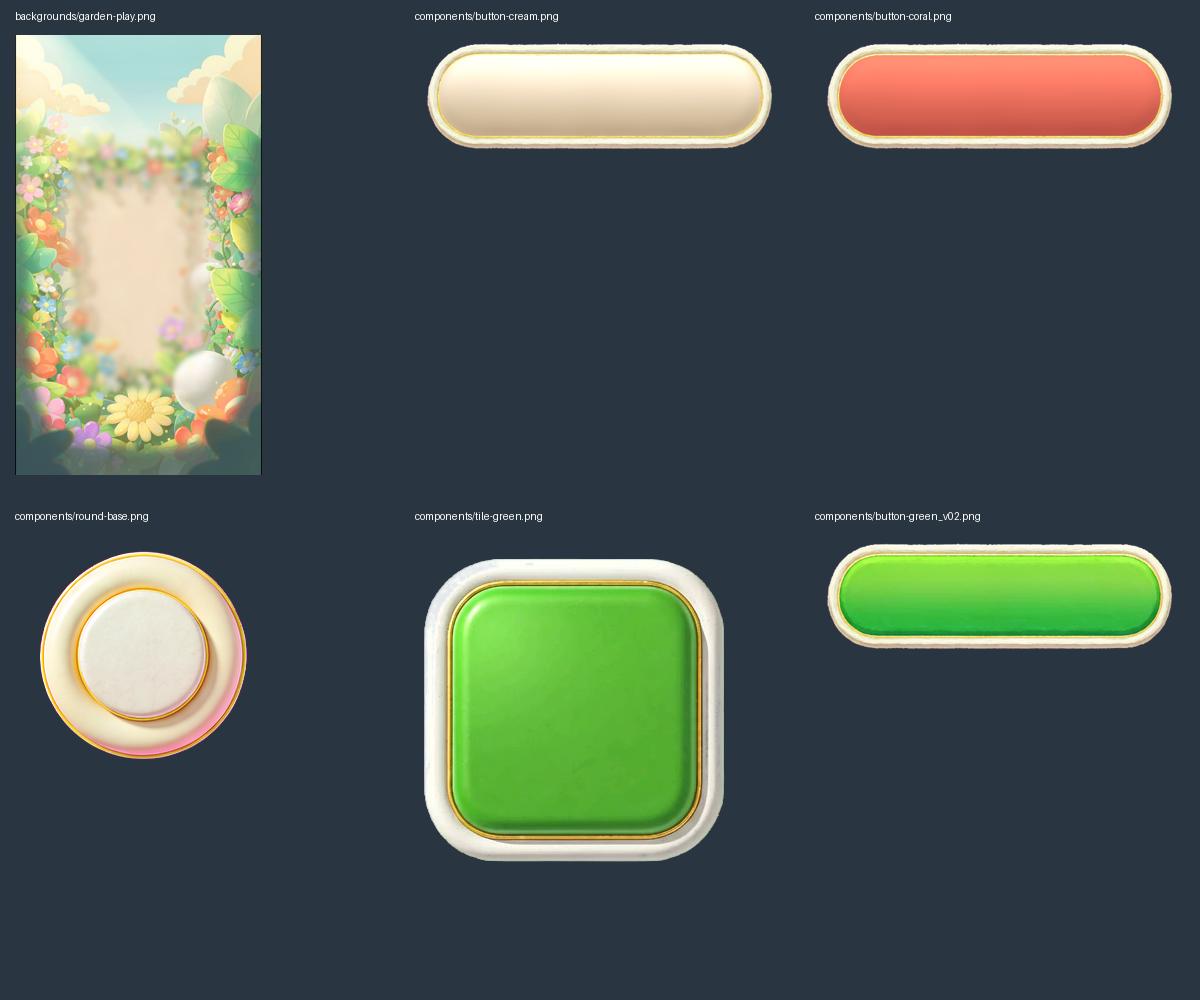 backgrounds/garden-play.png
components/button-cream.png
components/button-coral.png
components/round-base.png
components/tile-green.png
components/button-green_v02.png